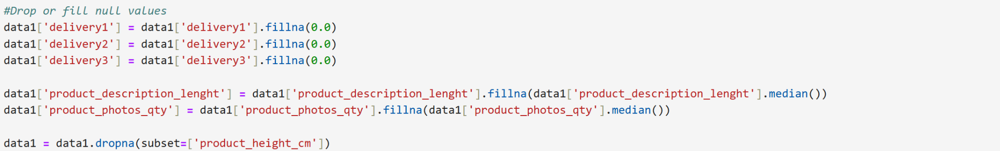 #Drop or fill null values
data1['delivery1'] = data1['delivery1'].fillna(0.0)
data1['delivery2'] = data1['delivery2'].fillna(0.0)
data1['delivery3'] = data1['delivery3'].fillna(0.0)
data1['product_description_lenght'] = data1['product_description_lenght'].fillna(data1['product_description_lenght'].median())
data1['product_photos_qty'] = data1['product_photos_qty'].fillna(data1['product_photos_qty'].median())
data1 = data1.dropna(subset=['product_height_cm'])